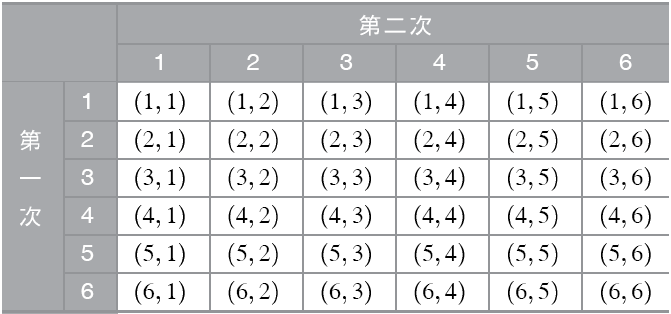 第二次
1 2 3 4 5 6
第一次
1 (1, 1) (1, 2) (1, 3) (1, 4) (1, 5) (1, 6)
2 (2, 1) (2, 2) (2, 3) (2, 4) (2, 5) (2, 6)
3 (3, 1) (3, 2) (3, 3) (3, 4) (3, 5) (3, 6)
4 (4, 1) (4, 2) (4, 3) (4, 4) (4, 5) (4, 6)
5 (5, 1) (5, 2) (5, 3) (5, 4) (5, 5) (5, 6)
6 (6, 1) (6, 2) (6, 3) (6, 4) (6, 5) (6, 6)